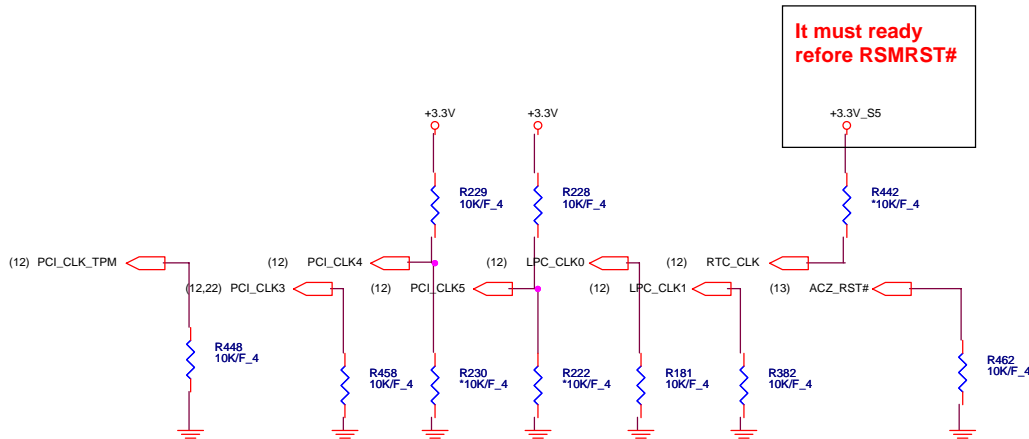 It must ready
refore RSMRST#
+3.3V
+3.3V
+3.3V_S5
R229
10K/F_4
R228
10K/F_4
R442
*10K/F_4
(12) PCI_CLK_TPM
(12) PCI_CLK4
(12) LPC_CLK0
(12) RTC_CLK
(12,22) PCI_CLK3
(12) PCI_CLK5
(12) LPC_CLK1
(13) ACZ_RST#
R448
10K/F_4
R458
10K/F_4
R230
*10K/F_4
R222
*10K/F_4
R181
10K/F_4
R382
10K/F_4
R462
10K/F_4